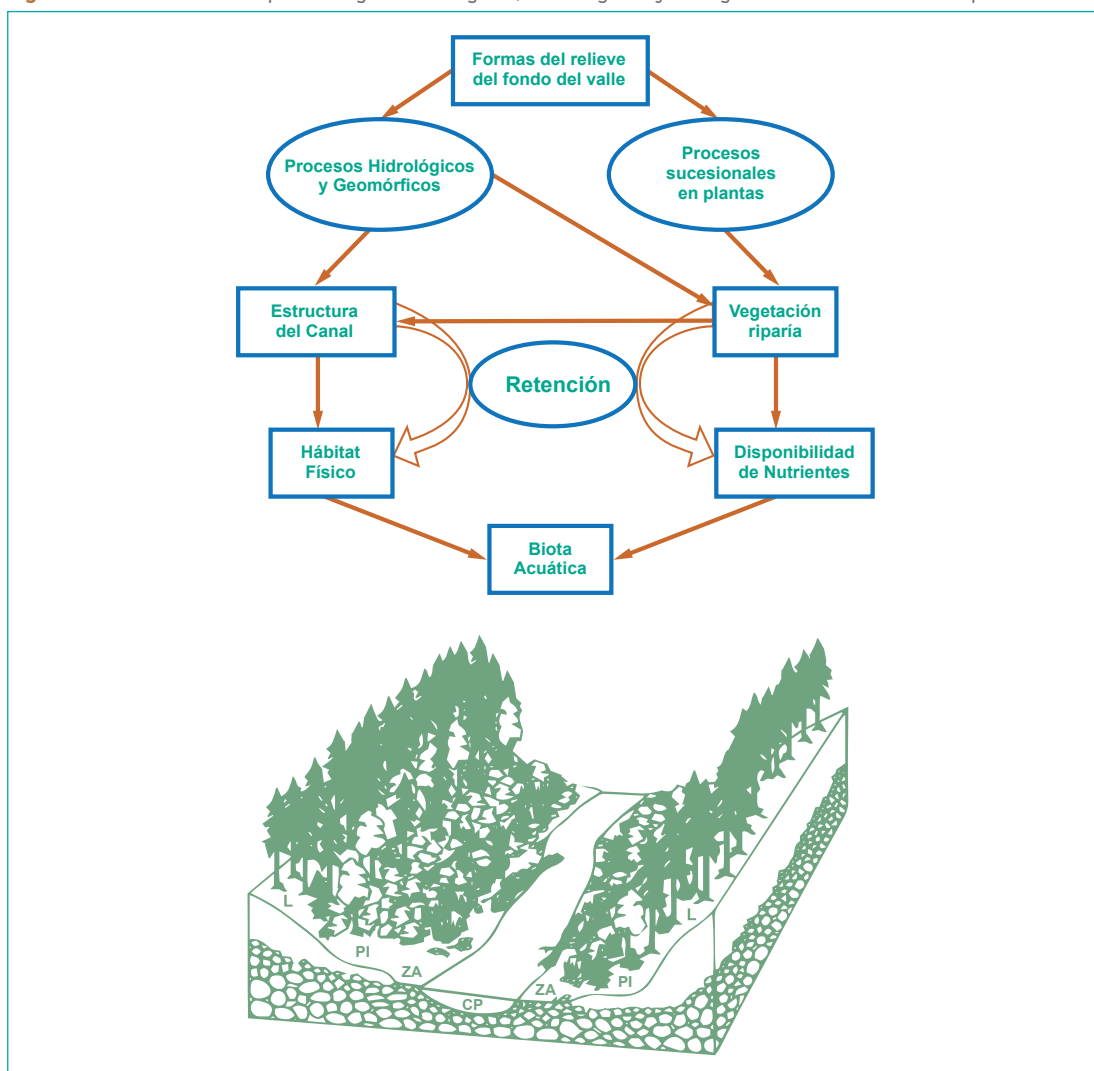 Formas del relieve
del fondo del valle
Procesos Hidrológicos
y Geomórficos
Procesos
sucesionales
en plantas
Estructura
del Canal
Vegetación
riparía
Retención
Hábitat
Físico
Disponibilidad
de Nutrientes
Biota
Acuática
L
L
PI
ZA
ZA
PI
CP